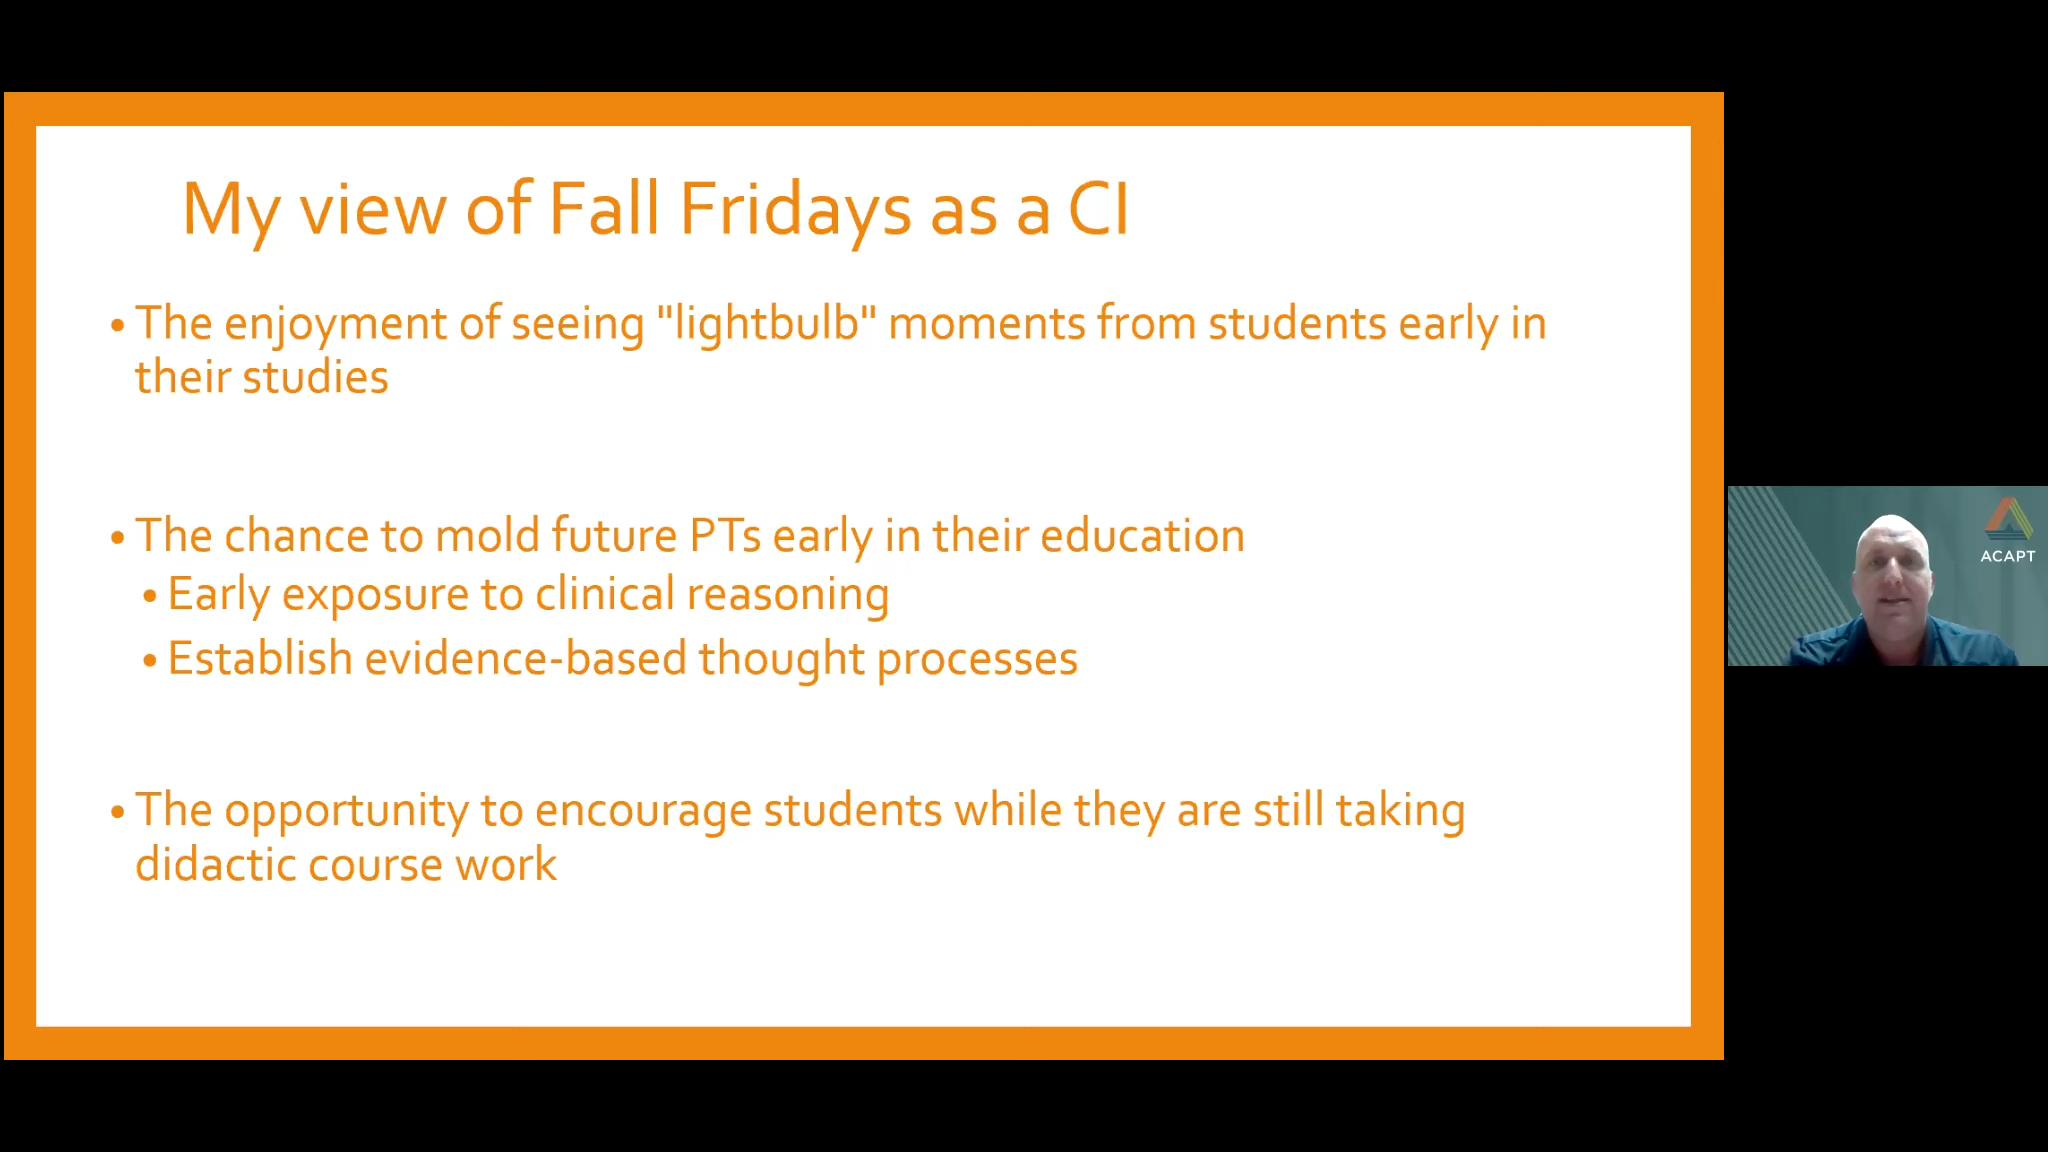 My view of Fall Fridays as a CI
• The enjoyment of seeing "lightbulb" moments from students early in
their studies
• The chance to mold future PTs early in their education
• Early exposure to clinical reasoning
• Establish evidence-based thought processes
• The opportunity to encourage students while they are still taking
didactic course work
ACAPT